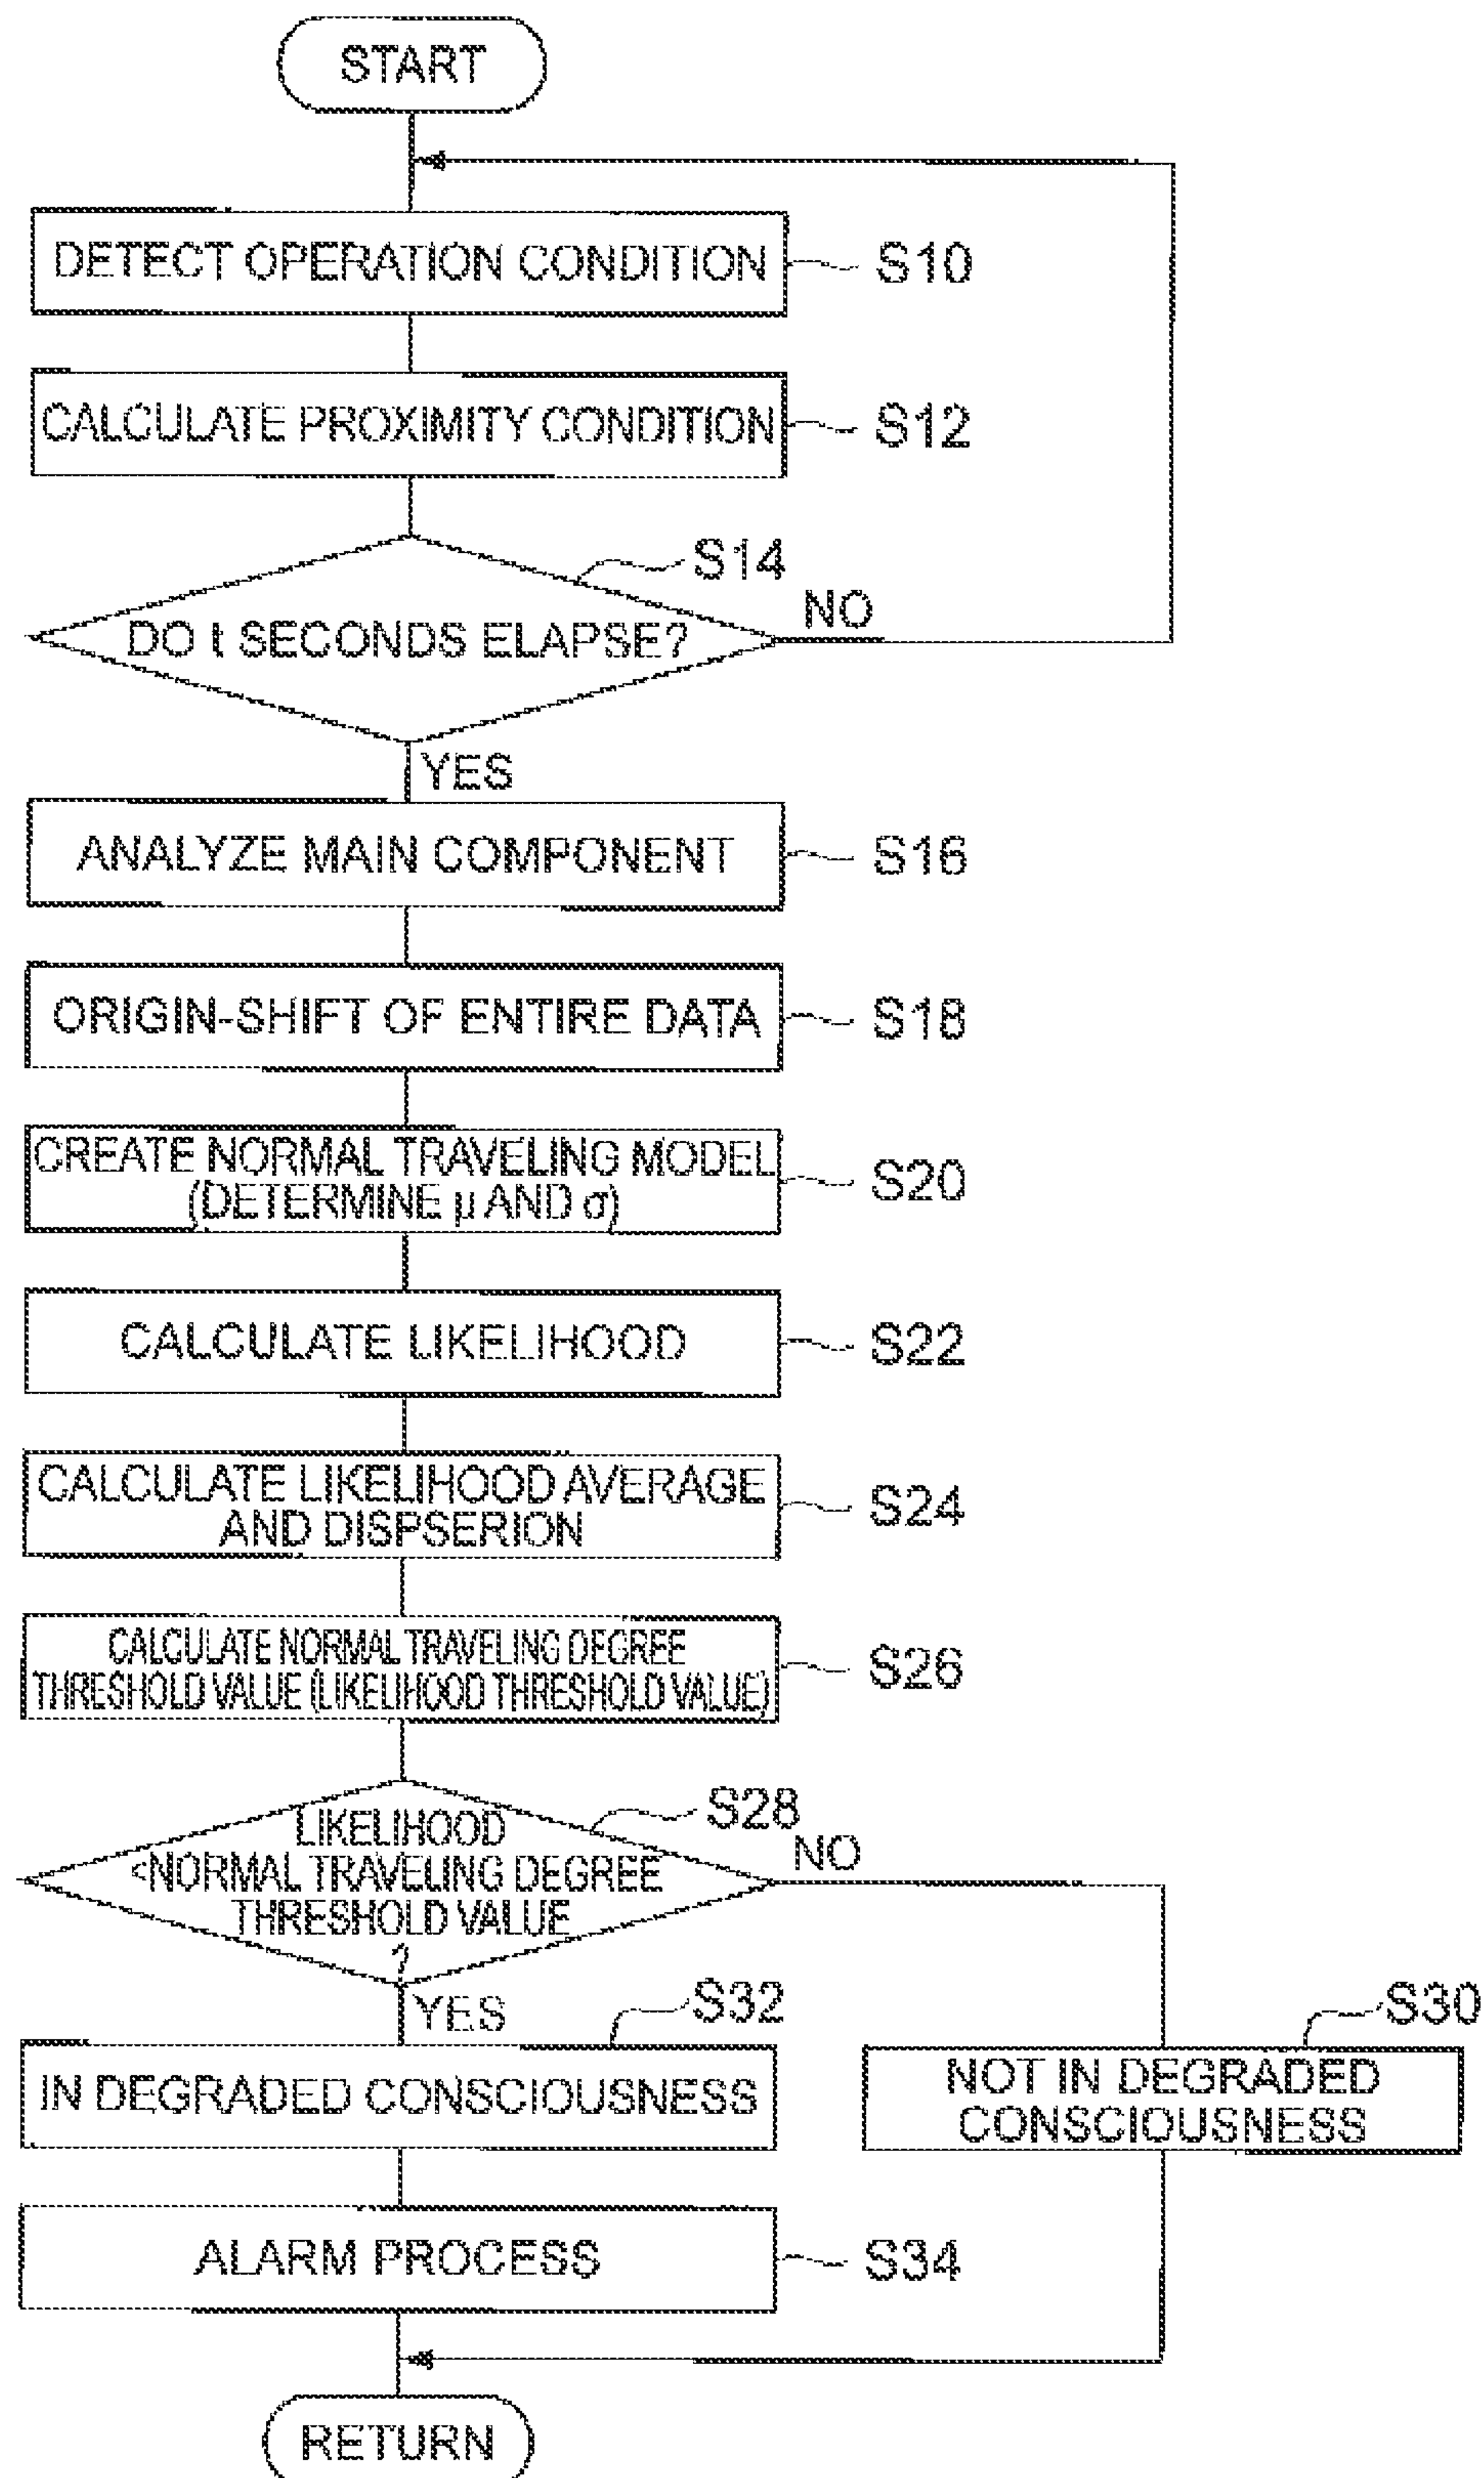 START
DETECT OPERATION CONDITION
S10
CALCULATE PROXIMITY CONDITION
S12
S14
DO t SECONDS ELAPSE?
NO
YES
ANALYZE MAIN COMPONENT
S16
ORIGIN-SHIFT OF ENTIRE DATA
S18
CREATE NORMAL TRAVELING MODEL
(DETERMINE μ AND σ)
S20
CALCULATE LIKELIHOOD
S22
CALCULATE LIKELIHOOD AVERAGE
AND DISPSERION
S24
CALCULATE NORMAL TRAVELING DEGREE
THRESHOLD VALUE (LIKELIHOOD THRESHOLD VALUE)
S26
S28
LIKELIHOOD
<NORMAL TRAVELING DEGREE
THRESHOLD VALUE
NO
YES
S32
S30
IN DEGRADED CONSCIOUSNESS
NOT IN DEGRADED
CONSCIOUSNESS
ALARM PROCESS
S34
RETURN